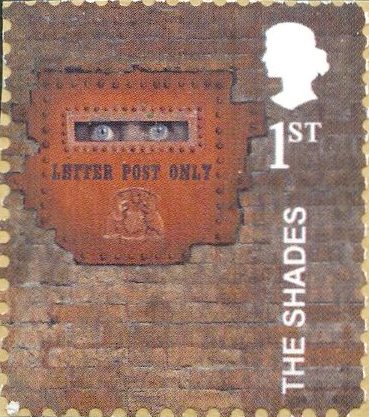 1ST
LETTER POST ONLY
THE SHADES